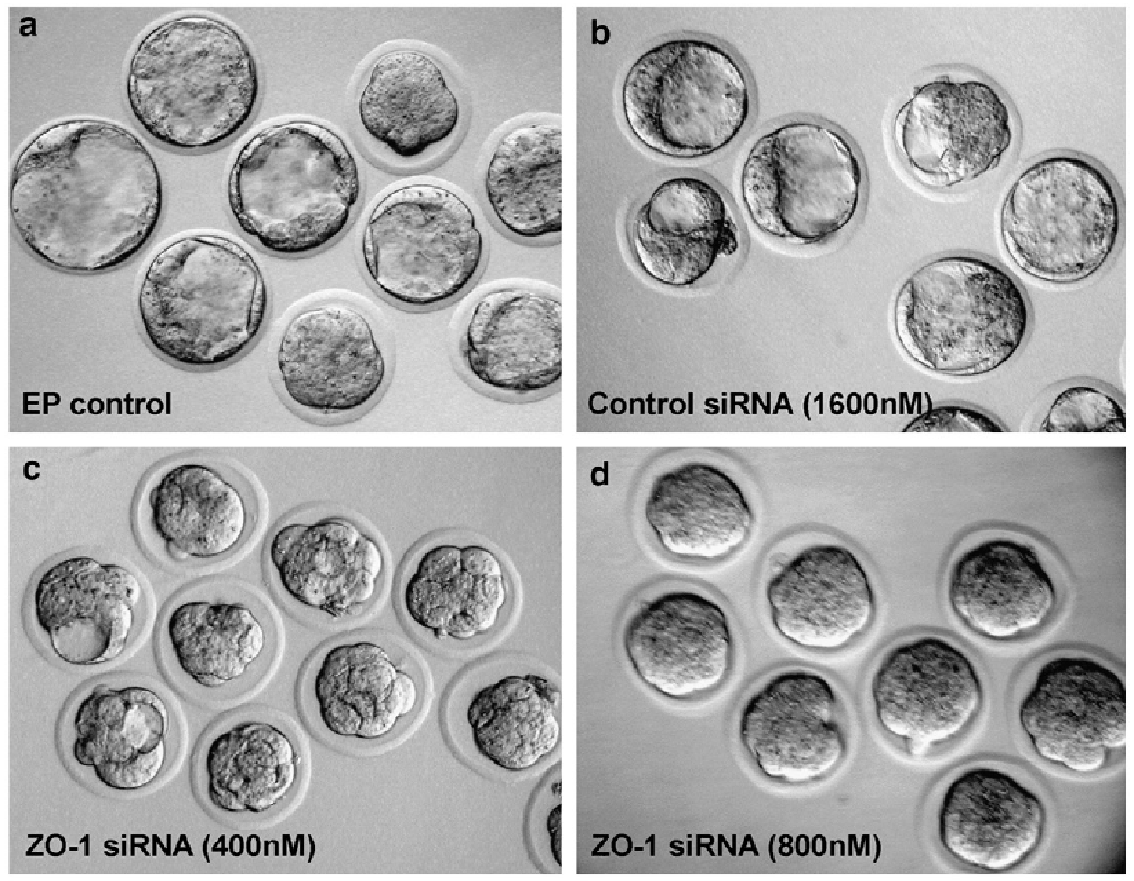 a
EP control
b
Control siRNA (1600nM)
c
ZO-1 siRNA (400nM)
d
ZO-1 siRNA (800nM)